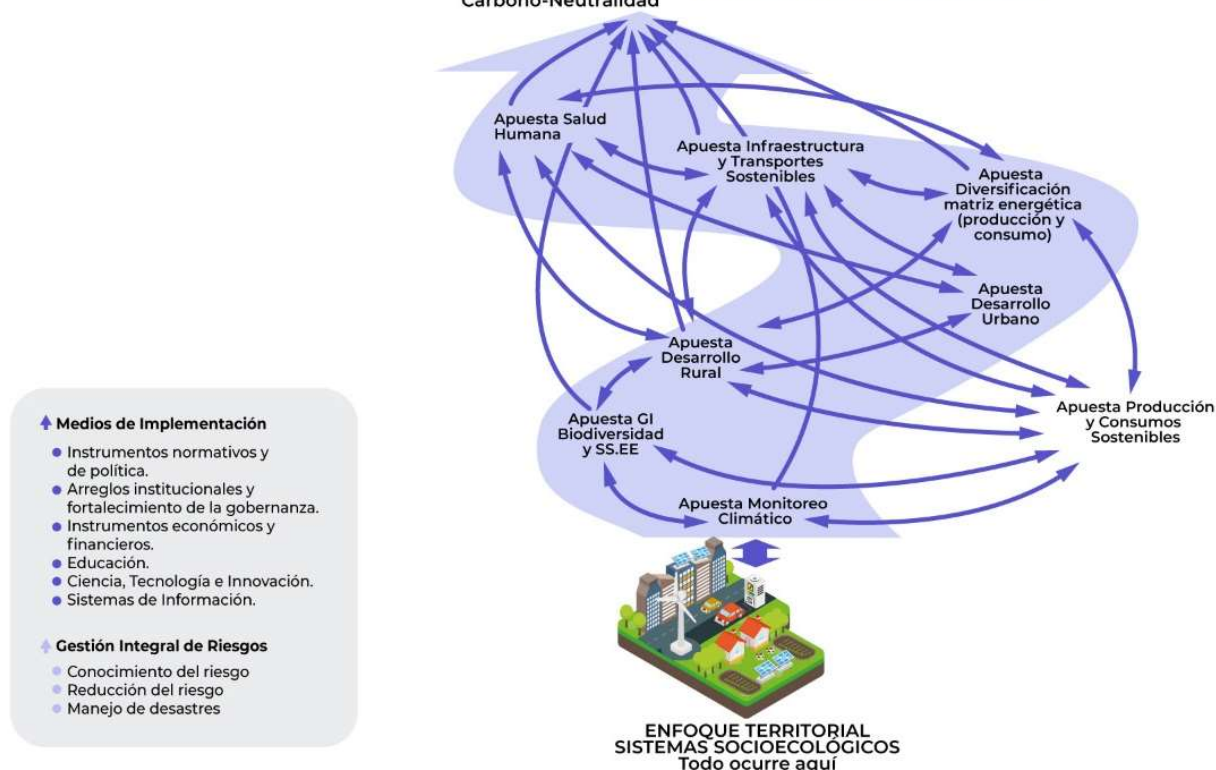 Carbono-Neutralidad
Apuesta Salud
Humana
Apuesta Infraestructura
y Transportes
Sostenibles
Apuesta
Diversificación
matriz energética
(producción y
consumo)
Apuesta
Desarrollo
Urbano
Apuesta
Desarrollo
Rural
Apuesta GI
Biodiversidad
y SS.EE
Apuesta Producción
y Consumos
Sostenibles
Apuesta Monitoreo
Climático
Medios de Implementación
Instrumentos normativos y
de política.
Arreglos institucionales y
fortalecimiento de la gobernanza.
Instrumentos económicos y
financieros.
Educación.
Ciencia, Tecnología e Innovación.
Sistemas de Información.
Gestión Integral de Riesgos
Conocimiento del riesgo
Reducción del riesgo
Manejo de desastres
ENFOQUE TERRITORIAL
SISTEMAS SOCIOECOLÓGICOS
Todo ocurre aquí